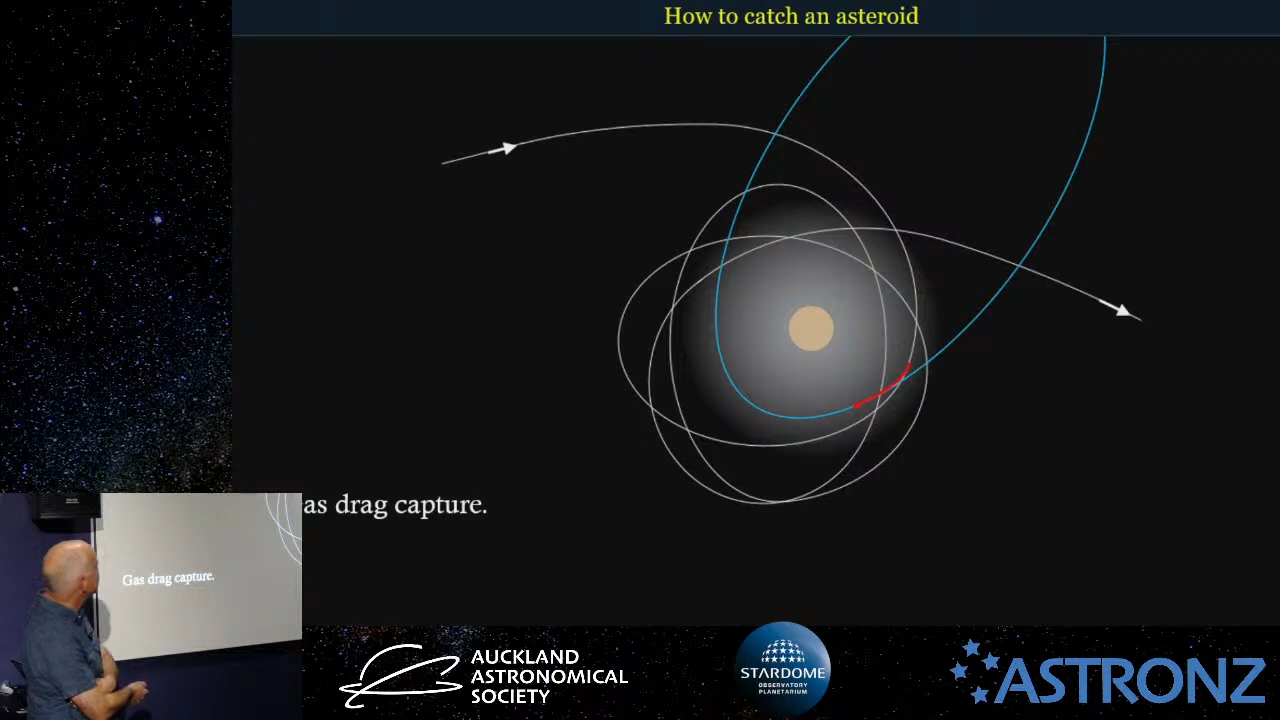 How to catch an asteroid
as drag capture.
Gas drag capture.
AUCKLAND
ASTRONOMICAL
SOCIETY
STARDOME
OBSERVATORY
PLANETARIUM
ASTRONZ